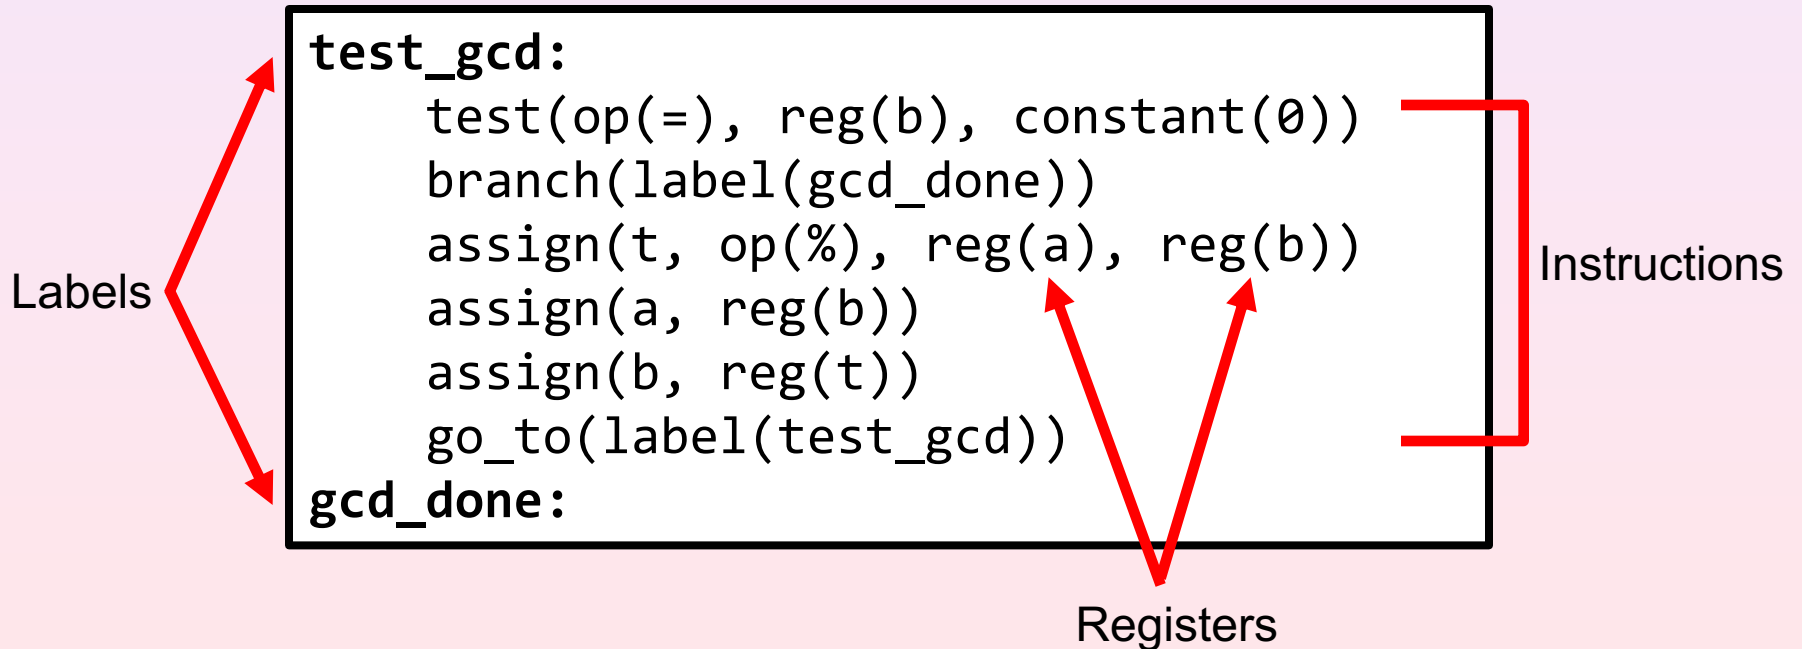 test_gcd:
test(op(=), reg(b), constant(0))
branch(label(gcd_done))
assign(t, op(%), reg(a), reg(b))
assign(a, reg(b))
assign(b, reg(t))
go_to(label(test_gcd))
gcd_done:
Labels
Instructions
Registers